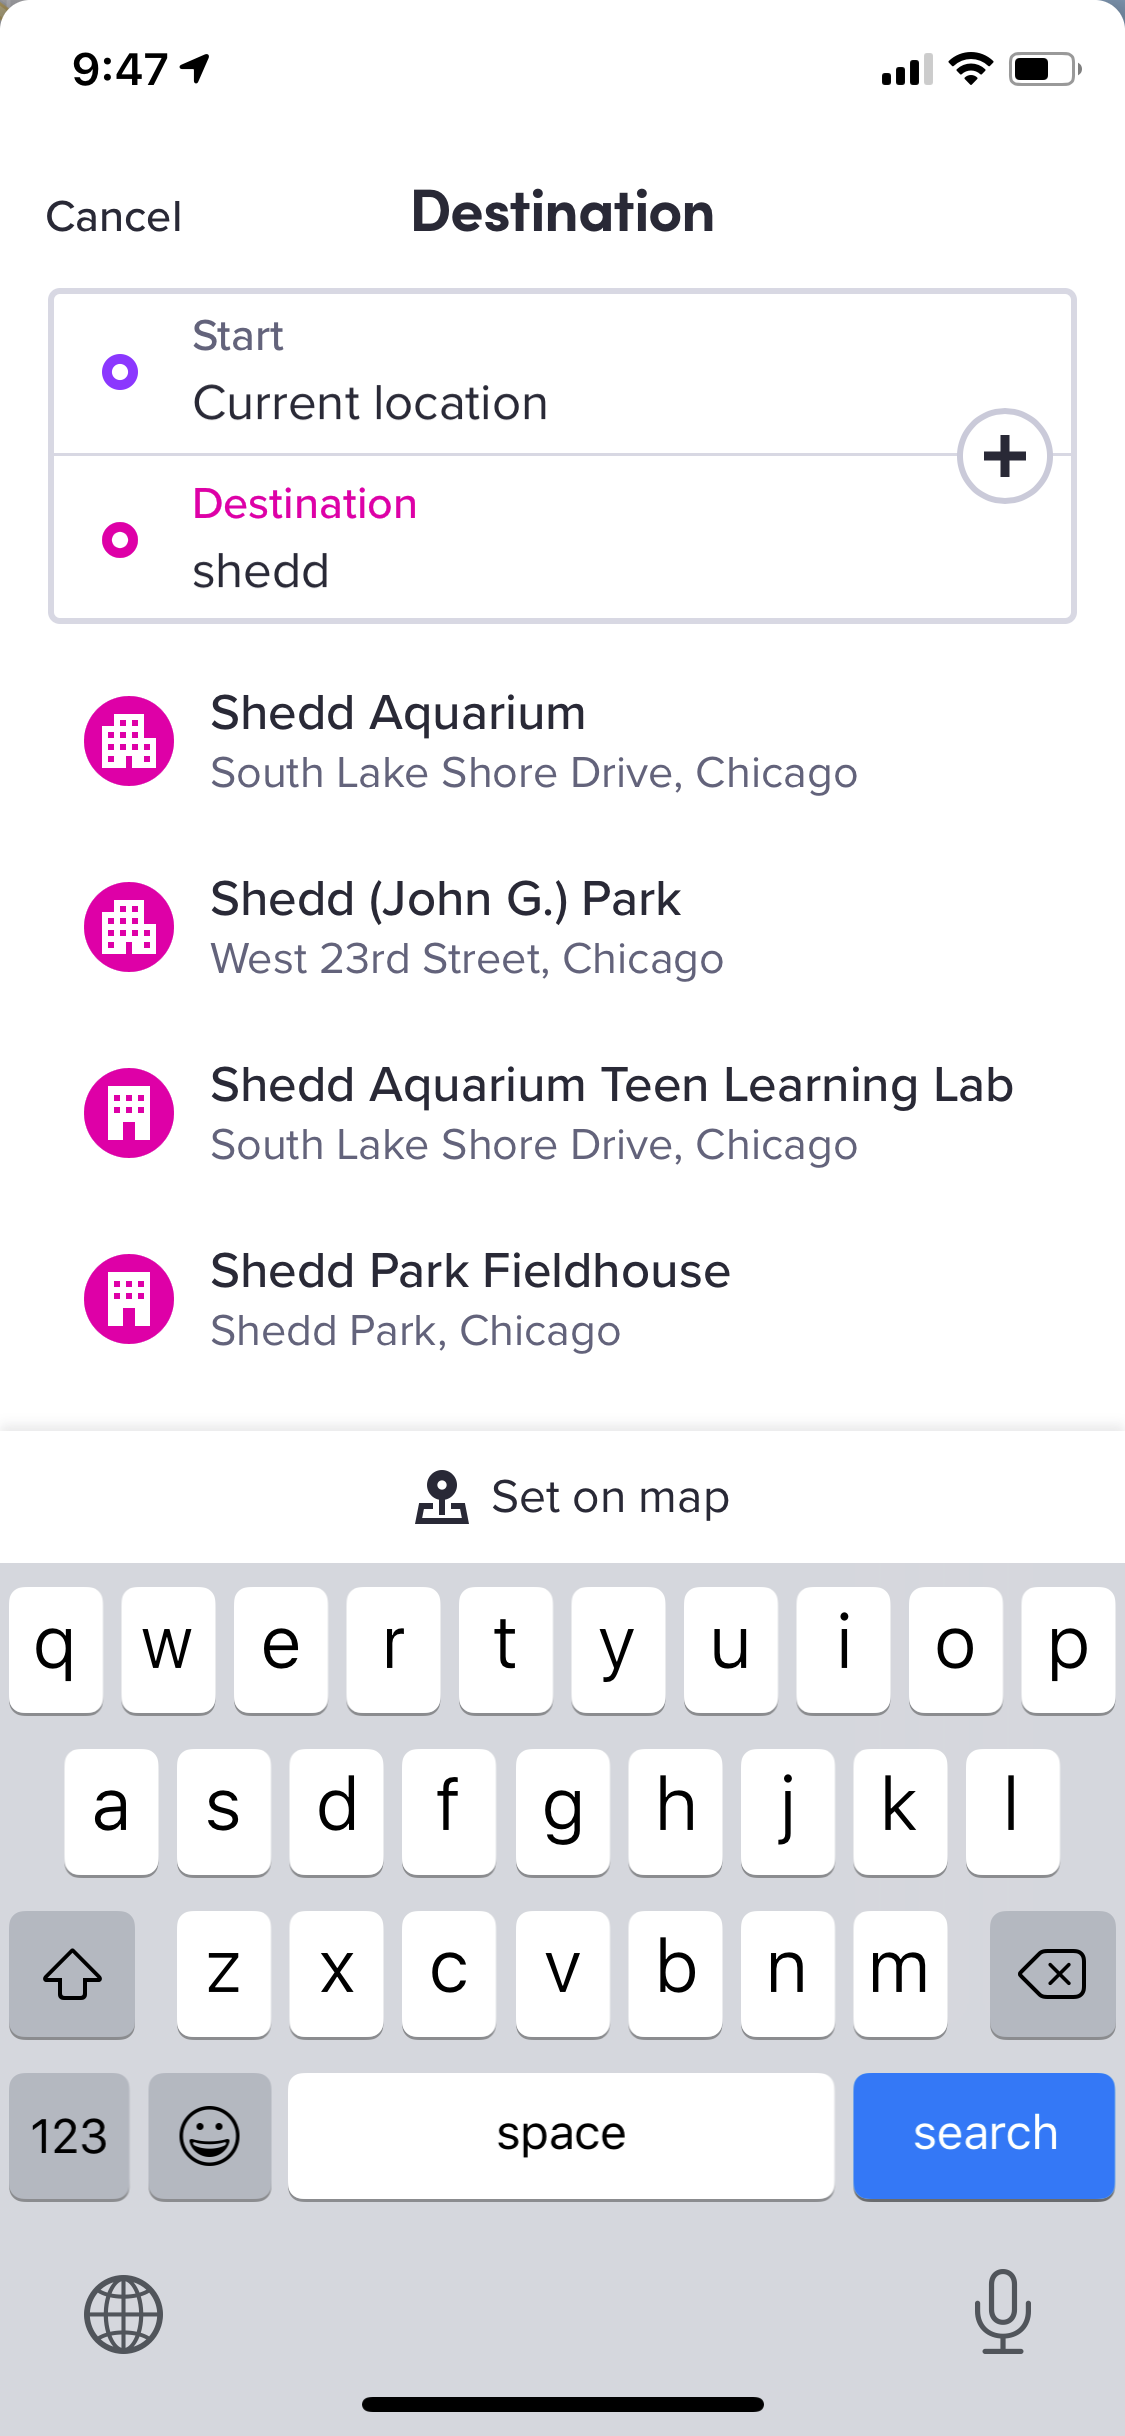 9:47
Cancel
Destination
Start
Current location
Destination
shedd
Shedd Aquarium
South Lake Shore Drive, Chicago
Shedd (John G.) Park
West 23rd Street, Chicago
Shedd Aquarium Teen Learning Lab
South Lake Shore Drive, Chicago
Shedd Park Fieldhouse
Shedd Park, Chicago
Set on map
q w e r t y u i o p
a s d f g h j k l
z x c v b n m
123 space search